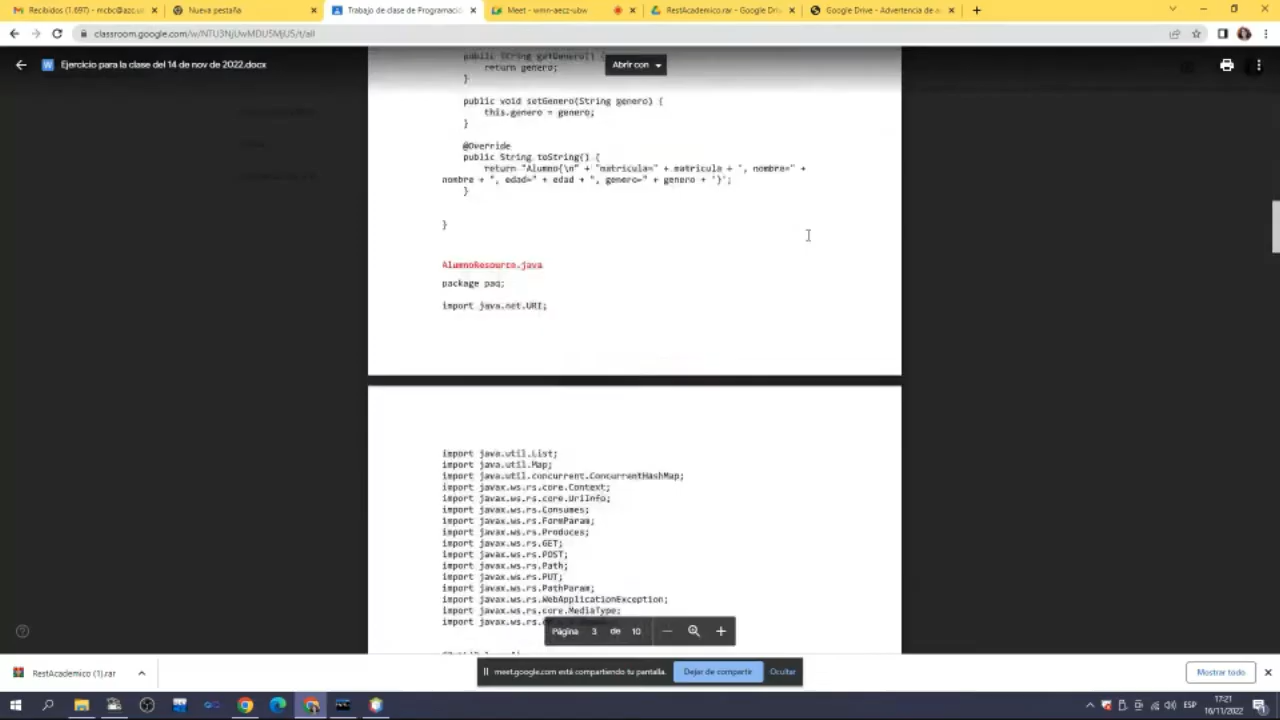 Recibidos (1,697) - mcbc@azc.u
Nueva pestaña
Trabajo de clase de Programació
Meet - wmn-aecz-ubw
RestAcademico.rar - Google Driv
Google Drive - Advertencia de a
classroom.google.com/w/NTU3NjUwMDU5MjU5/t/all
Ejercicio para la clase del 14 de nov de 2022.docx
Abrir con
public String getGenero() {
return genero;
}
public void setGenero(String genero) {
this.genero = genero;
}
@Override
public String toString() {
return "Alumno{\n" + "matricula=" + matricula + ", nombre=" +
nombre + ", edad=" + edad + ", genero=" + genero + '}';
}
}
AlumnoResource.java
package paq;
import java.net.URI;
import java.util.List;
import java.util.Map;
import java.util.concurrent.ConcurrentHashMap;
import javax.ws.rs.core.Context;
import javax.ws.rs.core.UriInfo;
import javax.ws.rs.Consumes;
import javax.ws.rs.FormParam;
import javax.ws.rs.Produces;
import javax.ws.rs.GET;
import javax.ws.rs.POST;
import javax.ws.rs.Path;
import javax.ws.rs.PUT;
import javax.ws.rs.PathParam;
import javax.ws.rs.WebApplicationException;
import javax.ws.rs.core.MediaType;
import javax.ws.rs.
Página 3 de 10
RestAcademico (1).rar
meet.google.com está compartiendo tu pantalla.
Dejar de compartir
Ocultar
Mostrar todo
ESP
17:21
16/11/2022